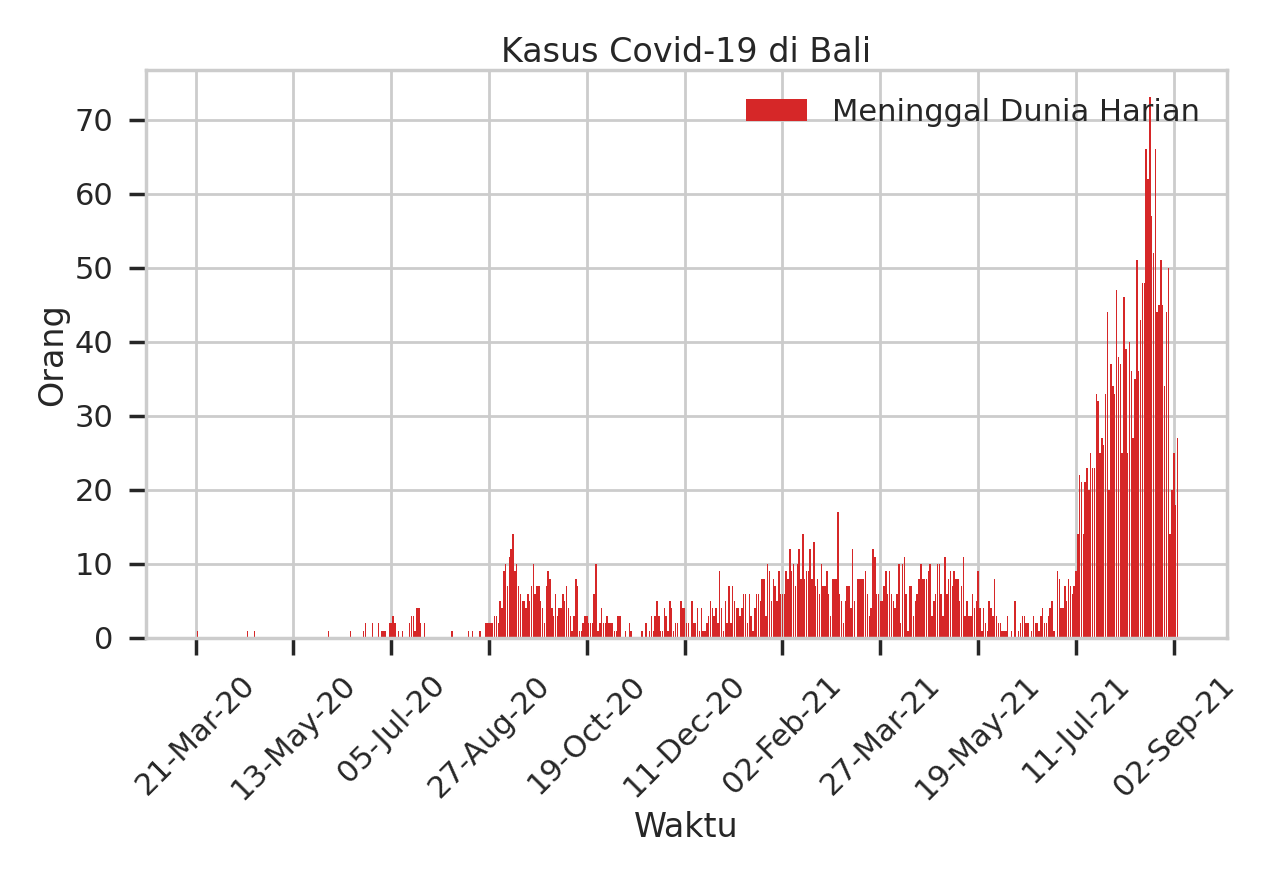 Kasus Covid-19 di Bali
Meninggal Dunia Harian
70
60
50
40
30
20
10
0
Orang
21-Mar-20
13-May-20
05-Jul-20
27-Aug-20
19-Oct-20
11-Dec-20
02-Feb-21
27-Mar-21
19-May-21
11-Jul-21
02-Sep-21
Waktu